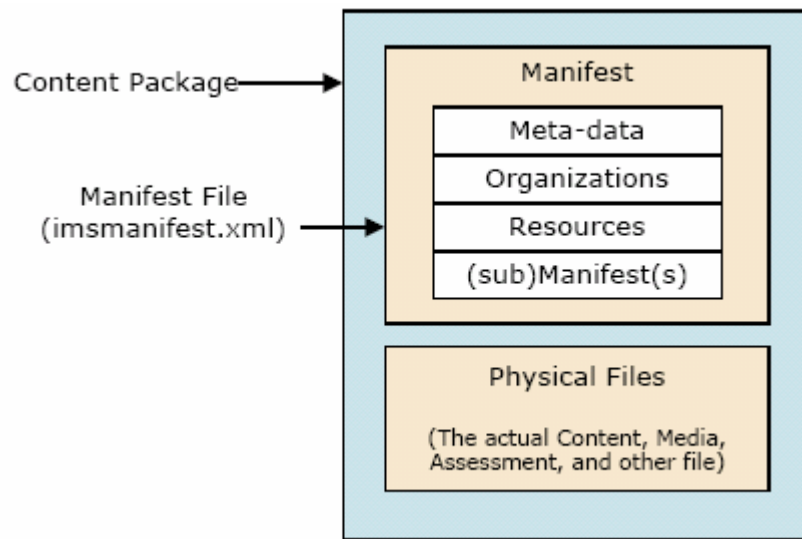 Content Package
Manifest File
(imsmanifest.xml)
Manifest
Meta-data
Organizations
Resources
(sub)Manifest(s)
Physical Files
(The actual Content, Media,
Assessment, and other file)